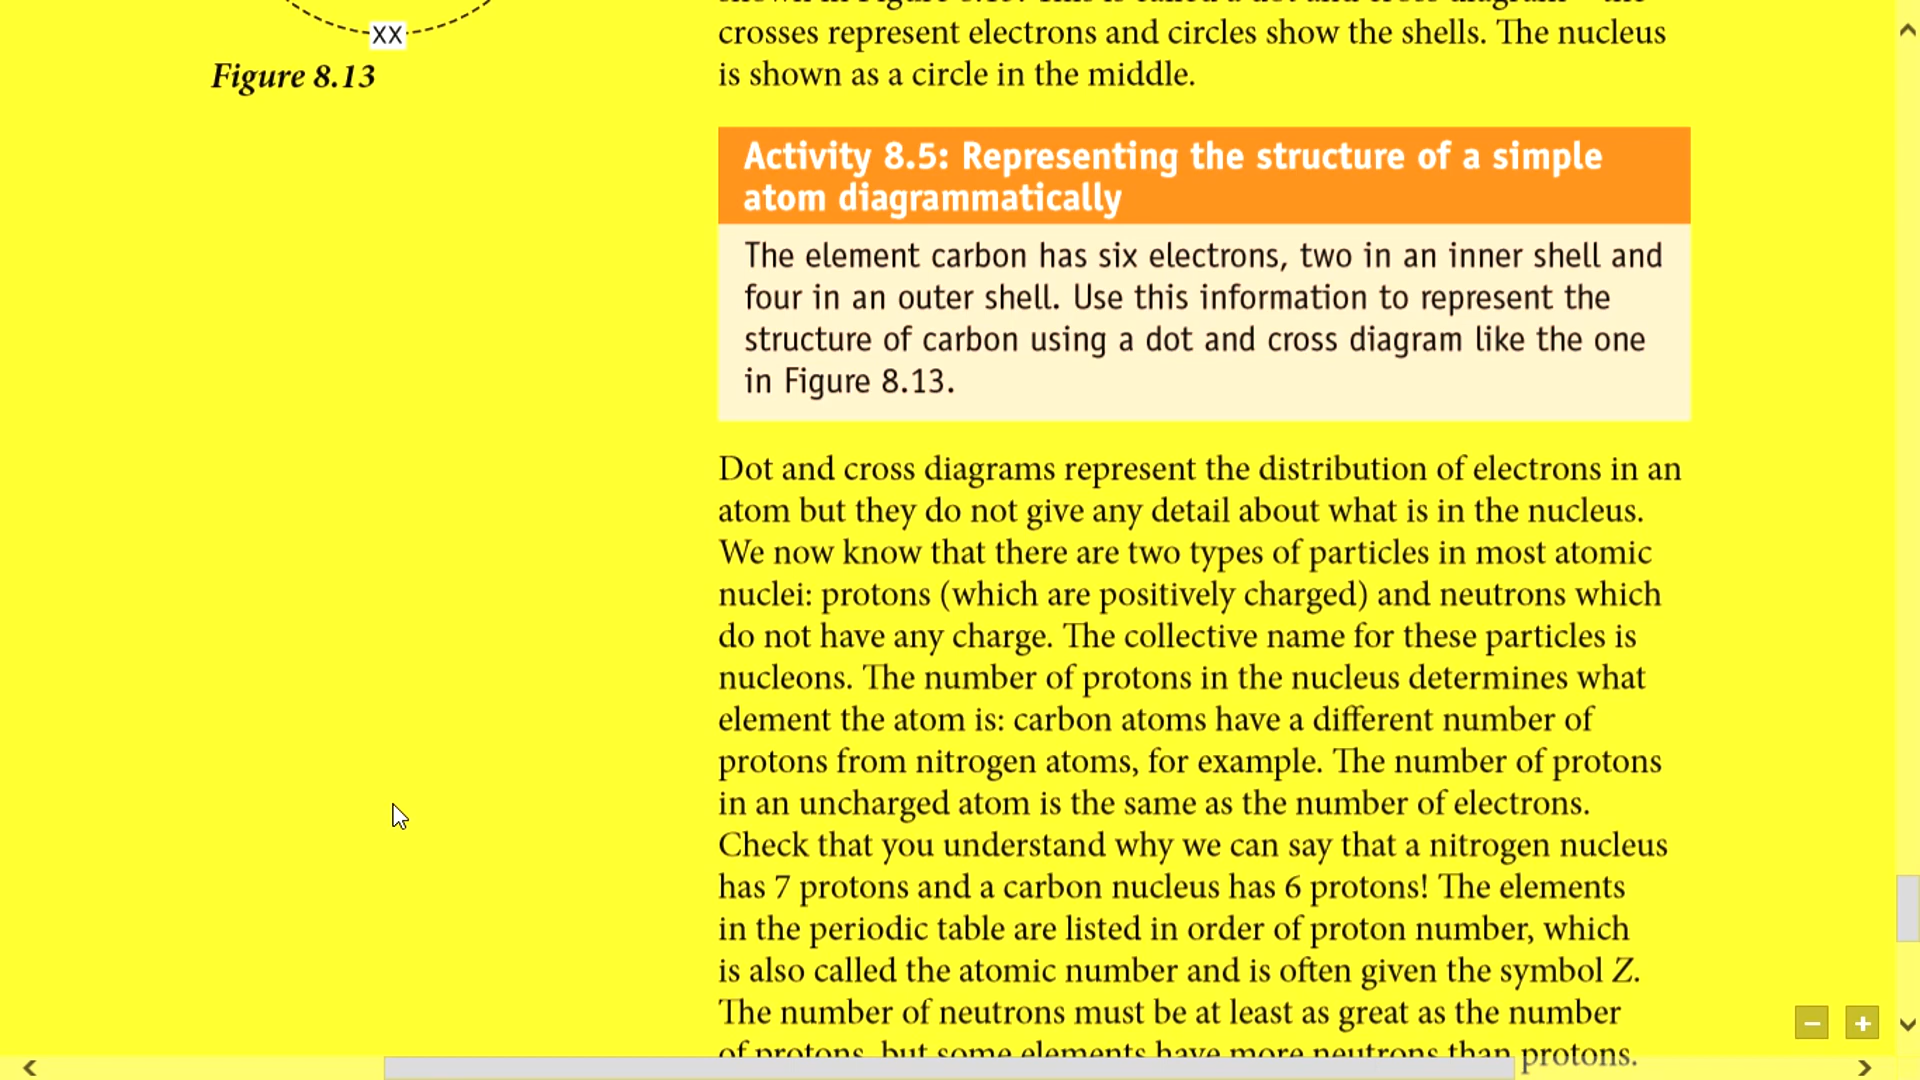 XX
Figure 8.13
crosses represent electrons and circles show the shells. The nucleus
is shown as a circle in the middle.
Activity 8.5: Representing the structure of a simple
atom diagrammatically
The element carbon has six electrons, two in an inner shell and
four in an outer shell. Use this information to represent the
structure of carbon using a dot and cross diagram like the one
in Figure 8.13.
Dot and cross diagrams represent the distribution of electrons in an
atom but they do not give any detail about what is in the nucleus.
We now know that there are two types of particles in most atomic
nuclei: protons (which are positively charged) and neutrons which
do not have any charge. The collective name for these particles is
nucleons. The number of protons in the nucleus determines what
element the atom is: carbon atoms have a different number of
protons from nitrogen atoms, for example. The number of protons
in an uncharged atom is the same as the number of electrons.
Check that you understand why we can say that a nitrogen nucleus
has 7 protons and a carbon nucleus has 6 protons! The elements
in the periodic table are listed in order of proton number, which
is also called the atomic number and is often given the symbol Z.
The number of neutrons must be at least as great as the number
of protons, but some elements have more neutrons than protons.